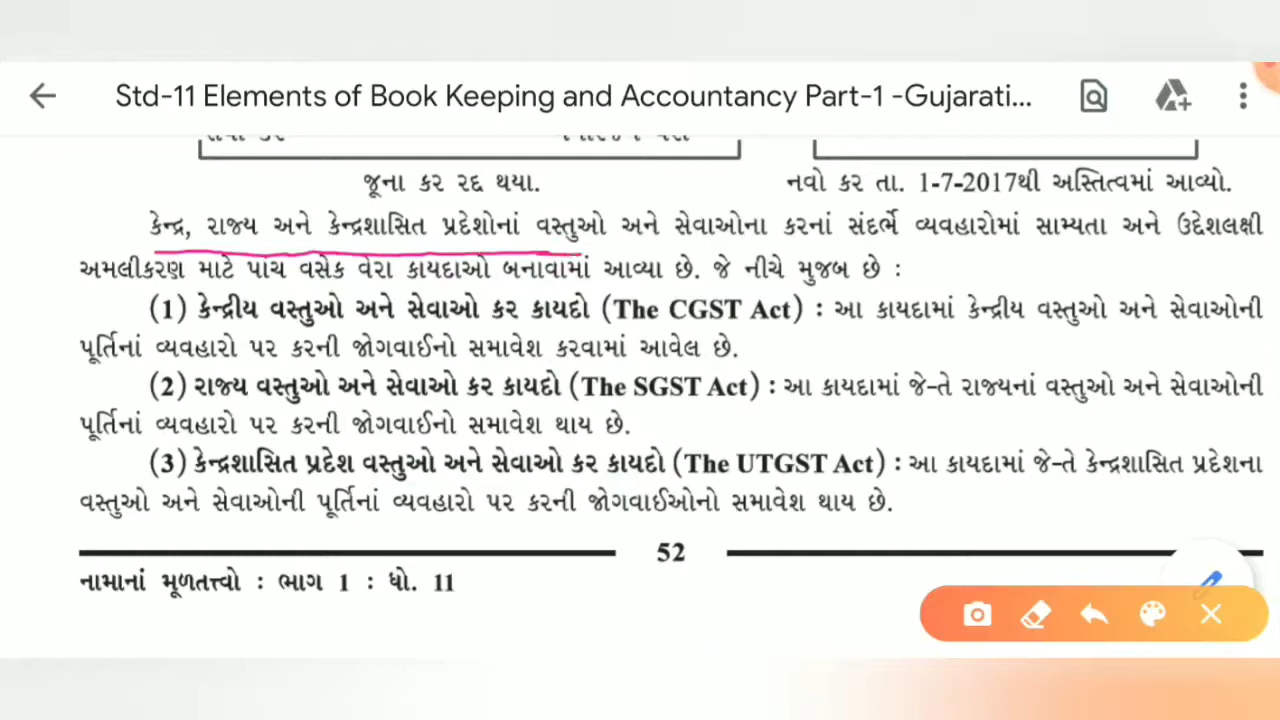 Std-11 Elements of Book Keeping and Accountancy Part-1 -Gujarati...
જૂના કર રદ્દ થયા.
નવો કર તા. 1-7-2017થી અસ્તિત્વમાં આવ્યો.
કેન્દ્ર, રાજ્ય અને કેન્દ્રશાસિત પ્રદેશોનાં વસ્તુઓ અને સેવાઓના કરનાં સંદર્ભે વ્યવહારોમાં સામ્યતા અને ઉદ્દેશલક્ષી
અમલીકરણ માટે પાચ વસેક વેરા કાયદાઓ બનાવામાં આવ્યા છે. જે નીચે મુજબ છે :
(1) કેન્દ્રીય વસ્તુઓ અને સેવાઓ કર કાયદો (The CGST Act) : આ કાયદામાં કેન્દ્રીય વસ્તુઓ અને સેવાઓની
પૂર્તિનાં વ્યવહારો પર કરની જોગવાઈનો સમાવેશ કરવામાં આવેલ છે.
(2) રાજ્ય વસ્તુઓ અને સેવાઓ કર કાયદો (The SGST Act) : આ કાયદામાં જે-તે રાજ્યનાં વસ્તુઓ અને સેવાઓની
પૂર્તિનાં વ્યવહારો પર કરની જોગવાઈનો સમાવેશ થાય છે.
(3) કેન્દ્રશાસિત પ્રદેશ વસ્તુઓ અને સેવાઓ કર કાયદો (The UTGST Act) : આ કાયદામાં જે-તે કેન્દ્રશાસિત પ્રદેશના
વસ્તુઓ અને સેવાઓની પૂર્તિનાં વ્યવહારો પર કરની જોગવાઈઓનો સમાવેશ થાય છે.
52
નામાનાં મૂળતત્ત્વો : ભાગ 1 : ધો. 11